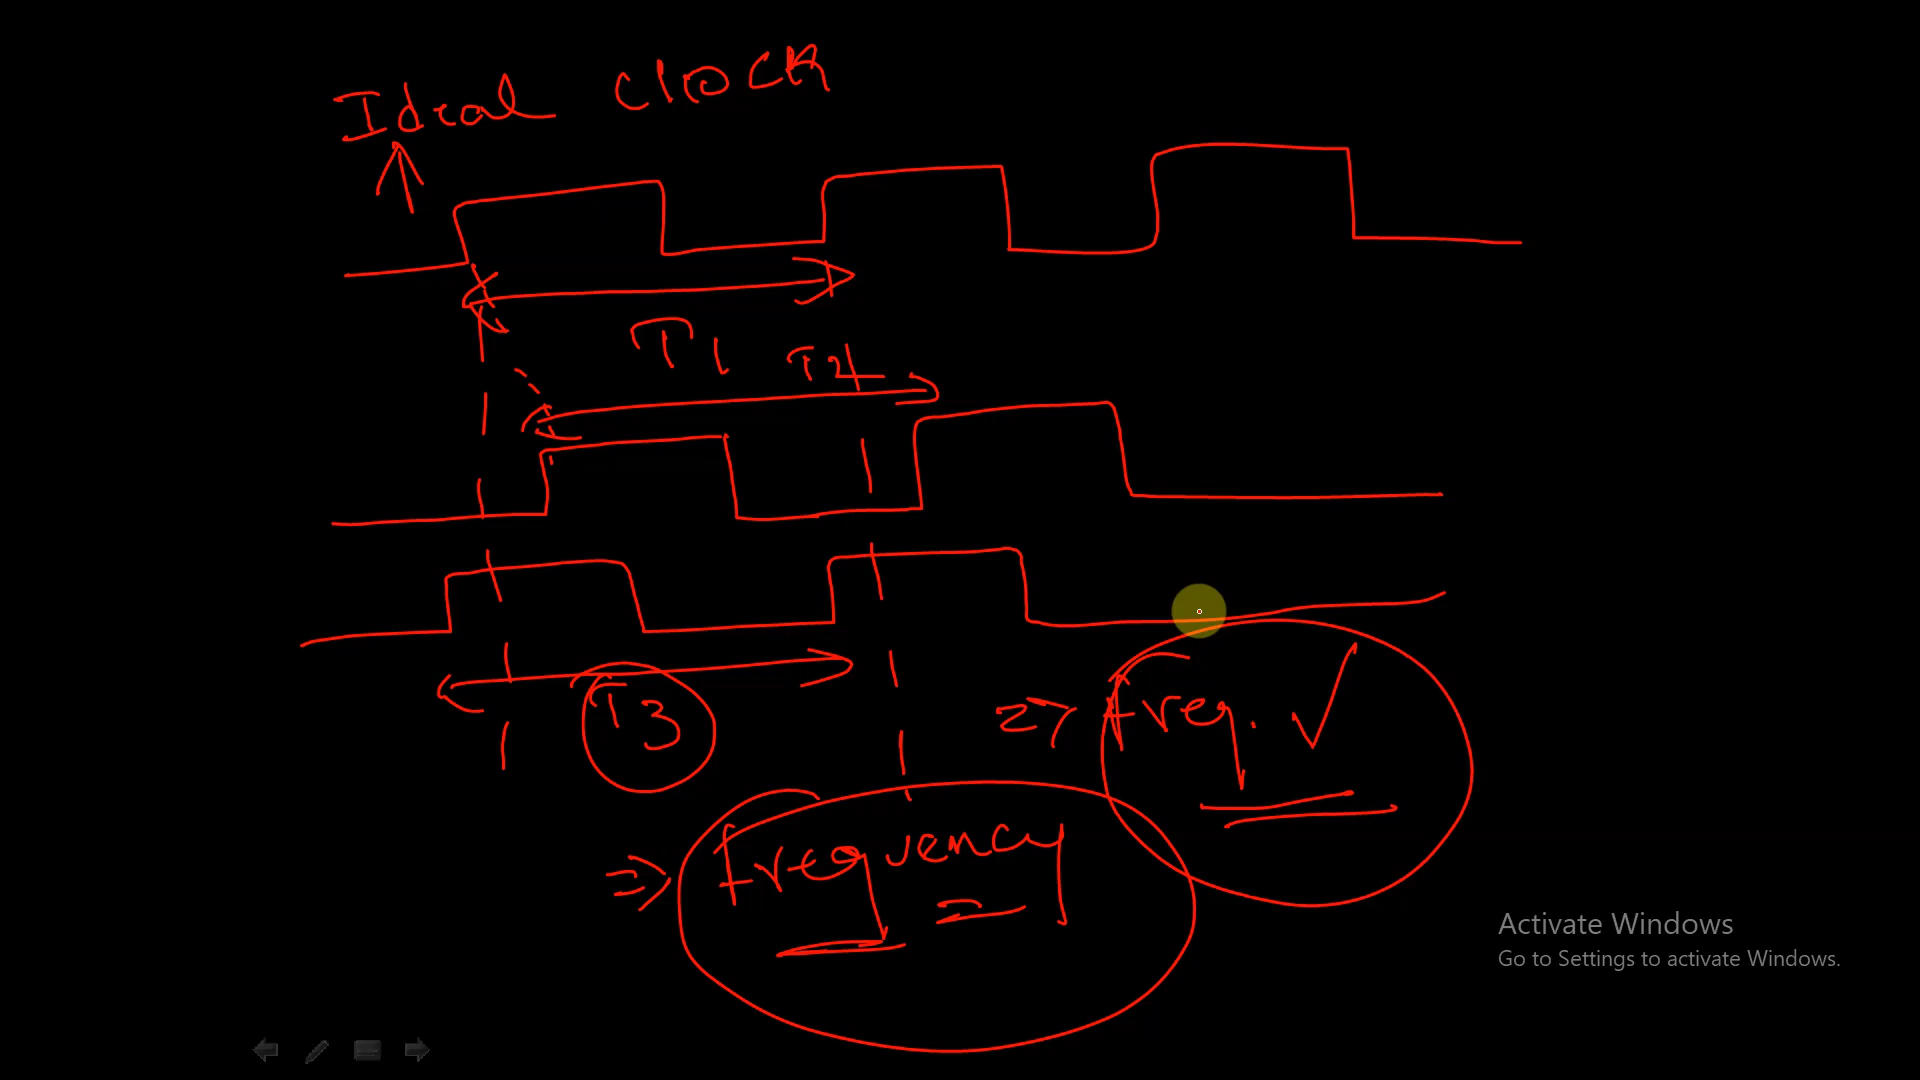 Ideal Clock
T1
T2
T3
freq.
frequency
Activate Windows
Go to Settings to activate Windows.